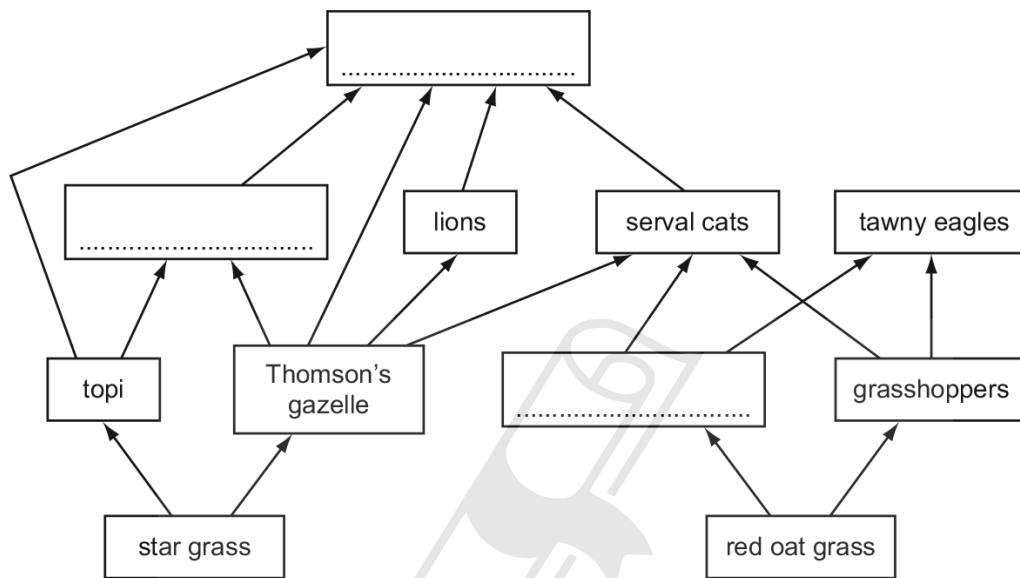 lions
serval cats
tawny eagles
topi
Thomson's
gazelle
grasshoppers
star grass
red oat grass